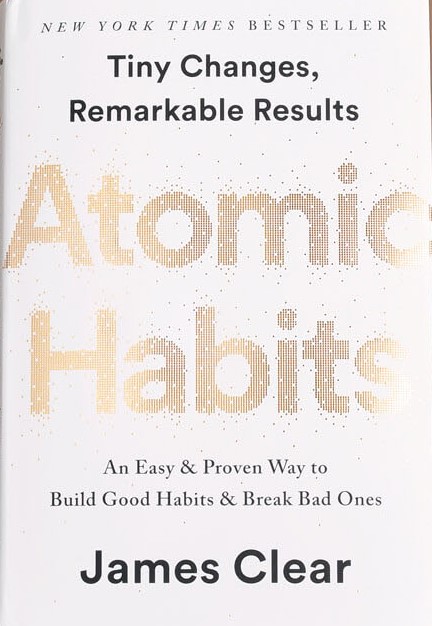 NEW YORK TIMES BESTSELLER
Tiny Changes,
Remarkable Results
Atomic
Habits
An Easy & Proven Way to
Build Good Habits & Break Bad Ones
James Clear